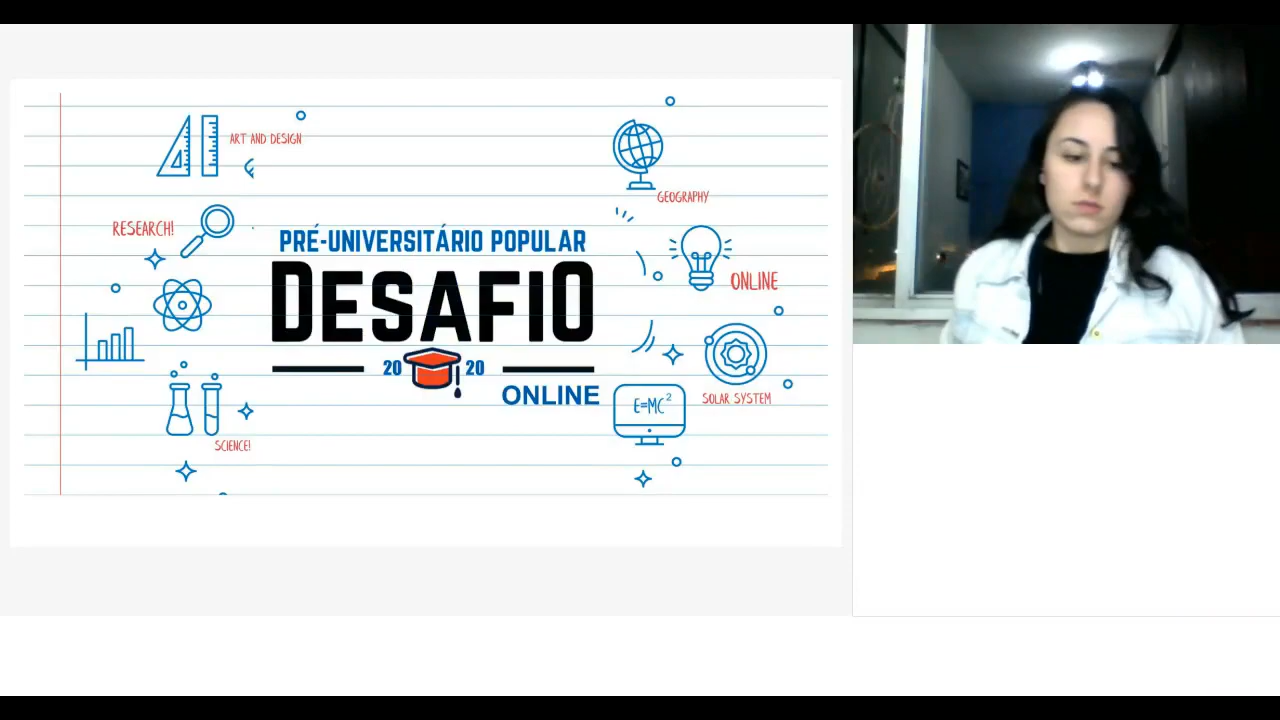 ART AND DESIGN
GEOGRAPHY
RESEARCH!
PRÉ-UNIVERSITÁRIO POPULAR
DESAFIO
ONLINE
20 20
ONLINE
E=MC²
SOLAR SYSTEM
SCIENCE!